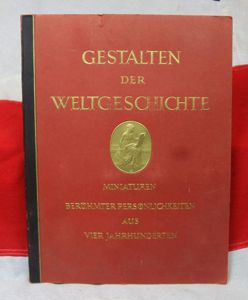 GESTALTEN
DER
WELTGESCHICHTE
MINIATUREN
BERÜHMTER PERSÖNLICHKEITEN
AUS
VIER JAHRHUNDERTEN